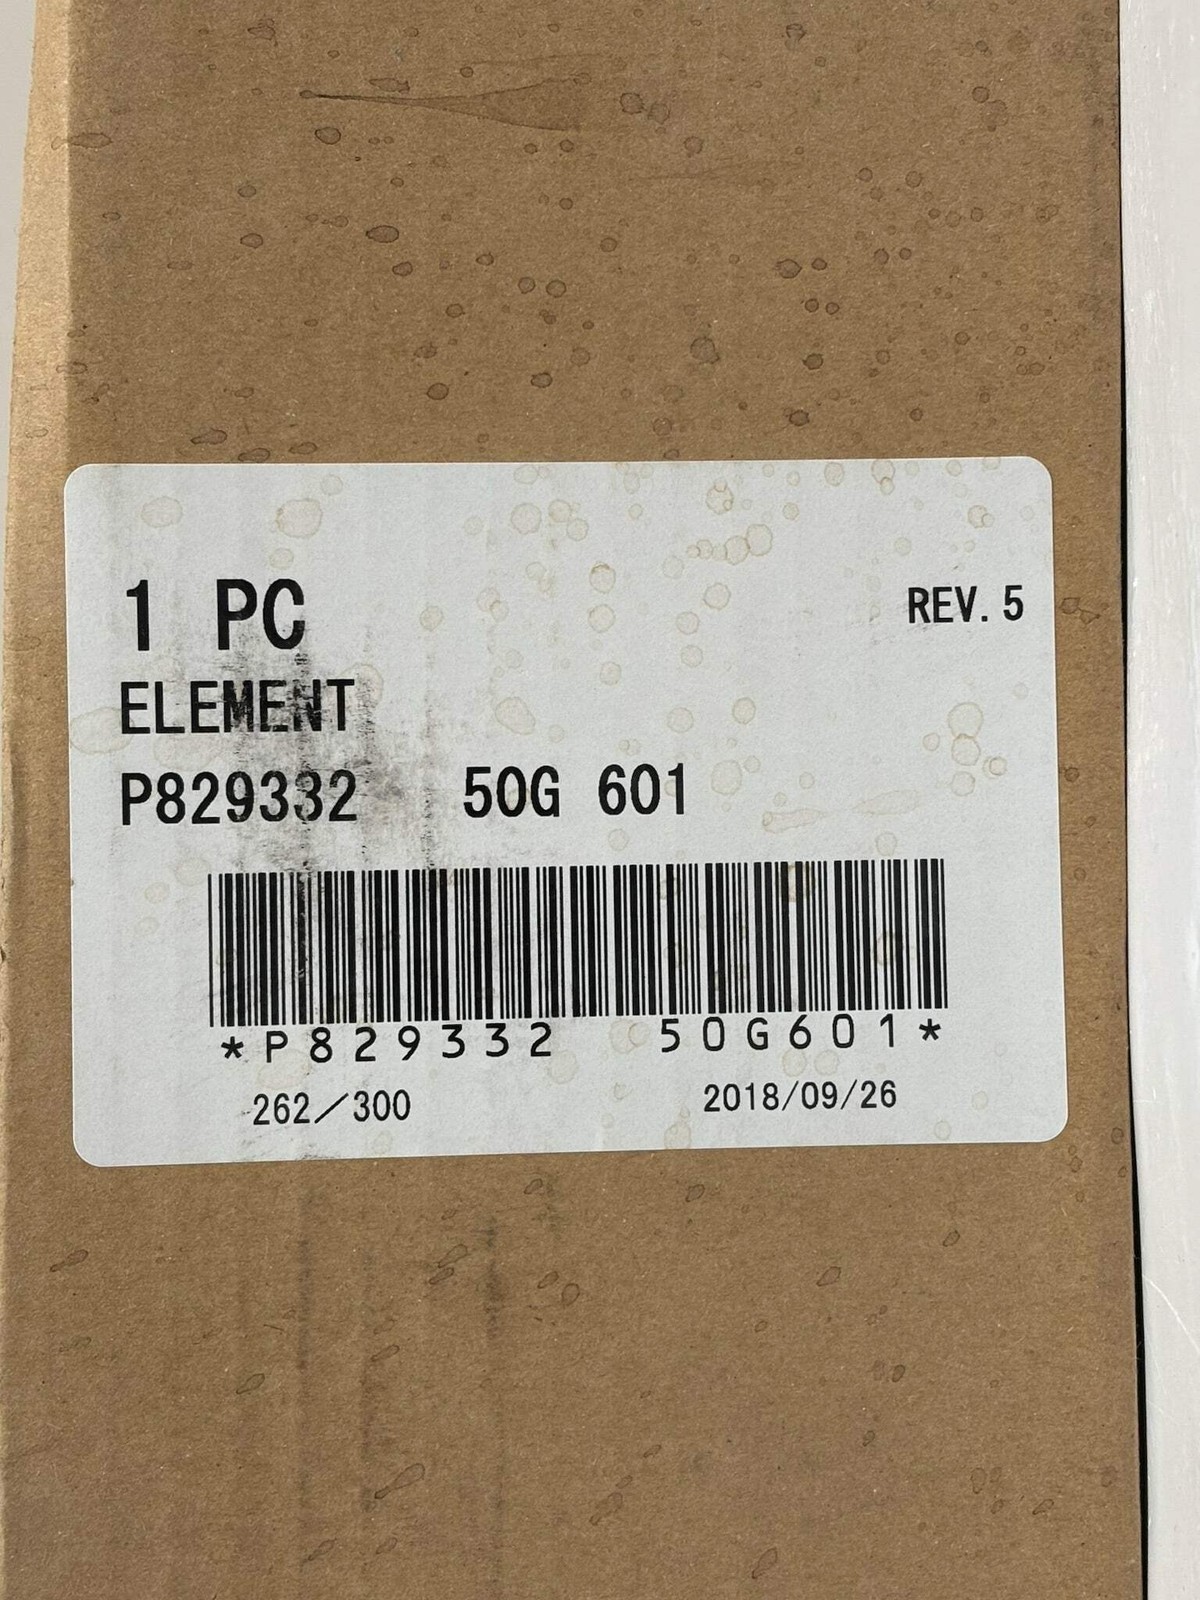 1 PC
REV. 5
ELEMENT
P829332 50G 601
*P829332 50G601*
262/300 2018/09/26